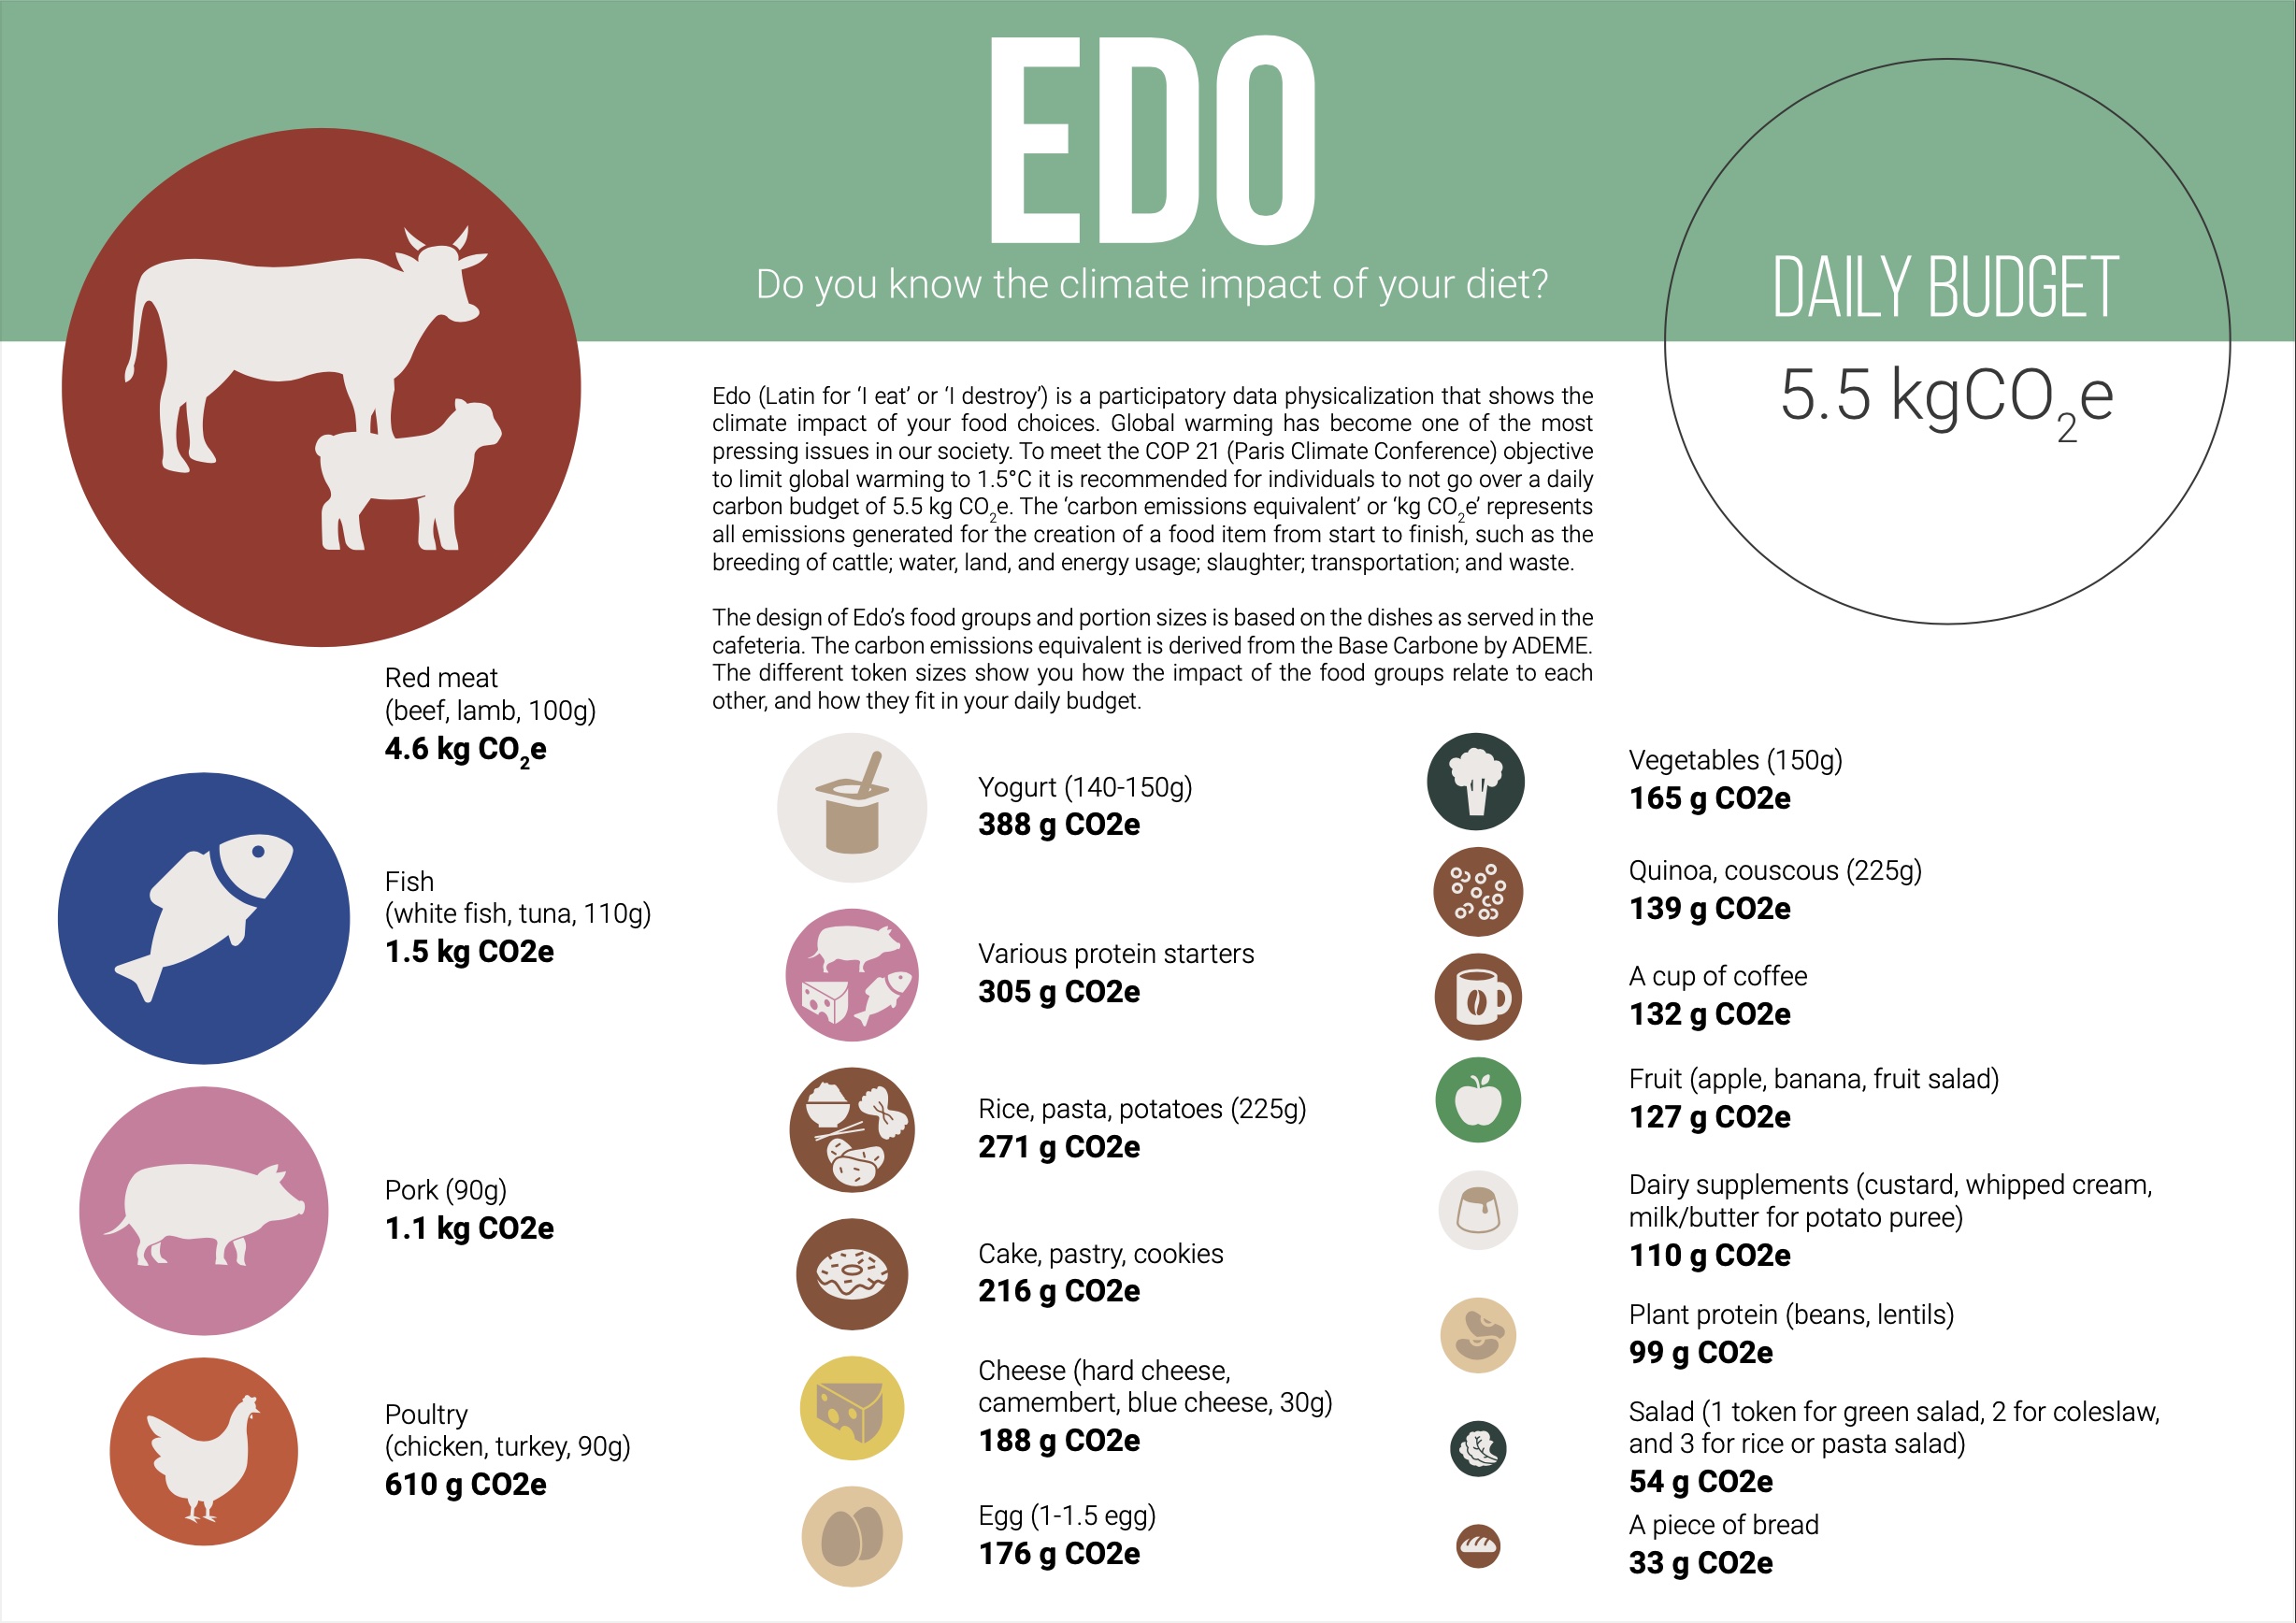 EDO
Do you know the climate impact of your diet?
DAILY BUDGET
5.5 kgCO₂e
Edo (Latin for ‘I eat’ or ‘I destroy’) is a participatory data physicalization that shows the
climate impact of your food choices. Global warming has become one of the most
pressing issues in our society. To meet the COP 21 (Paris Climate Conference) objective
to limit global warming to 1.5°C it is recommended for individuals to not go over a daily
carbon budget of 5.5 kg CO₂e. The ‘carbon emissions equivalent’ or ‘kg CO₂e’ represents
all emissions generated for the creation of a food item from start to finish, such as the
breeding of cattle; water, land, and energy usage; slaughter; transportation; and waste.
The design of Edo’s food groups and portion sizes is based on the dishes as served in the
cafeteria. The carbon emissions equivalent is derived from the Base Carbone by ADEME.
The different token sizes show you how the impact of the food groups relate to each
other, and how they fit in your daily budget.
Red meat
(beef, lamb, 100g)
4.6 kg CO₂e
Fish
(white fish, tuna, 110g)
1.5 kg CO2e
Pork (90g)
1.1 kg CO2e
Poultry
(chicken, turkey, 90g)
610 g CO2e
Yogurt (140-150g)
388 g CO2e
Various protein starters
305 g CO2e
Rice, pasta, potatoes (225g)
271 g CO2e
Cake, pastry, cookies
216 g CO2e
Cheese (hard cheese,
camembert, blue cheese, 30g)
188 g CO2e
Egg (1-1.5 egg)
176 g CO2e
Vegetables (150g)
165 g CO2e
Quinoa, couscous (225g)
139 g CO2e
A cup of coffee
132 g CO2e
Fruit (apple, banana, fruit salad)
127 g CO2e
Dairy supplements (custard, whipped cream,
milk/butter for potato puree)
110 g CO2e
Plant protein (beans, lentils)
99 g CO2e
Salad (1 token for green salad, 2 for coleslaw,
and 3 for rice or pasta salad)
54 g CO2e
A piece of bread
33 g CO2e